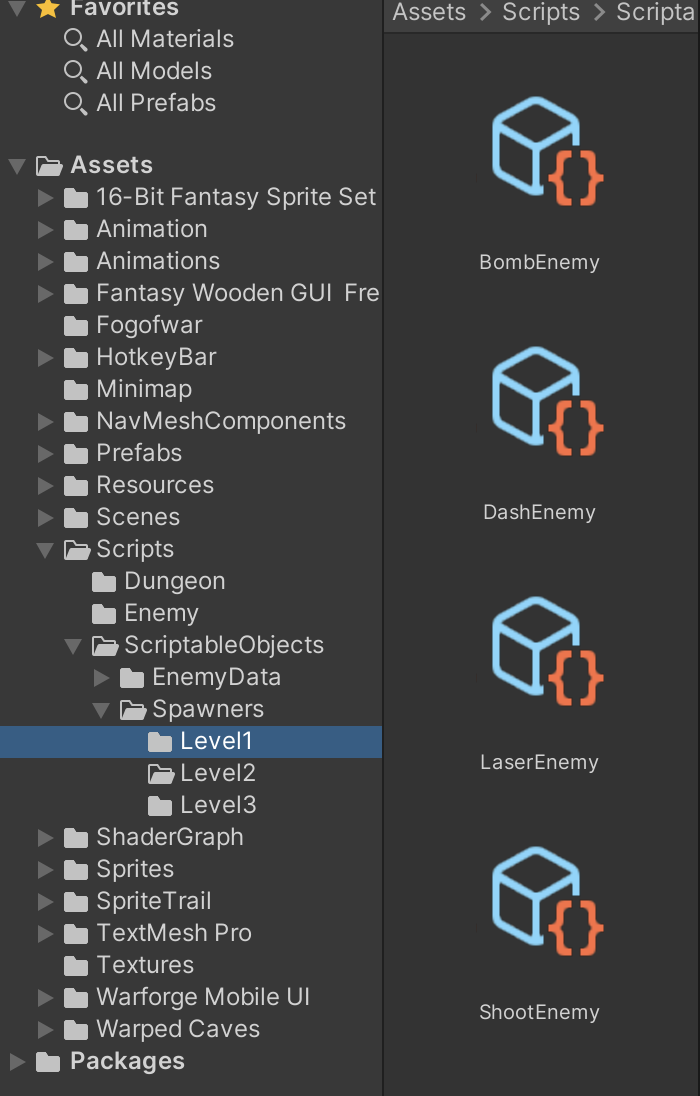 Favorites
All Materials
All Models
All Prefabs
Assets
16-Bit Fantasy Sprite Set
Animation
Animations
Fantasy Wooden GUI  Fre
Fogofwar
HotkeyBar
Minimap
NavMeshComponents
Prefabs
Resources
Scenes
Scripts
Dungeon
Enemy
ScriptableObjects
EnemyData
Spawners
Level1
Level2
Level3
ShaderGraph
Sprites
SpriteTrail
TextMesh Pro
Textures
Warforge Mobile UI
Warped Caves
Packages
Assets > Scripts > Scripta
BombEnemy
DashEnemy
LaserEnemy
ShootEnemy